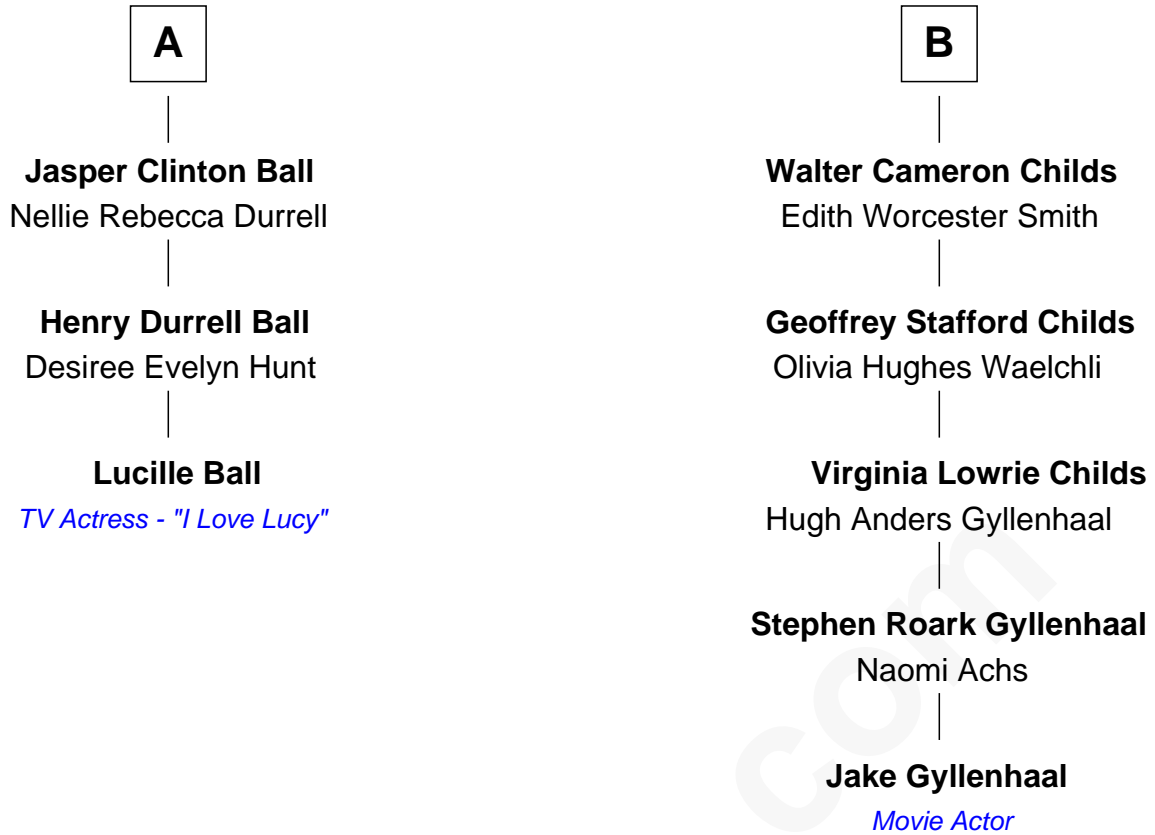 A
Jasper Clinton Ball
Nellie Rebecca Durrell
Henry Durrell Ball
Desiree Evelyn Hunt
Lucille Ball
TV Actress - "I Love Lucy"
B
Walter Cameron Childs
Edith Worcester Smith
Geoffrey Stafford Childs
Olivia Hughes Waelchli
Virginia Lowrie Childs
Hugh Anders Gyllenhaal
Stephen Roark Gyllenhaal
Naomi Achs
Jake Gyllenhaal
Movie Actor
com